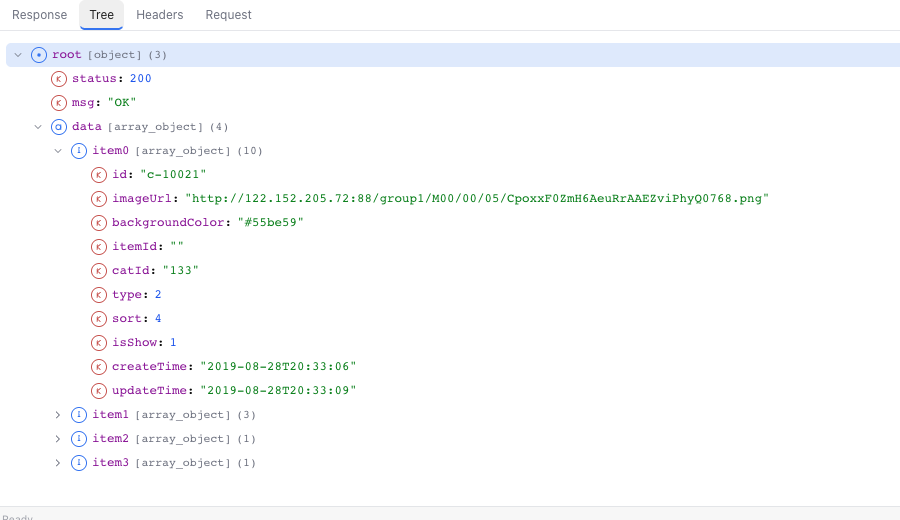 Response Tree Headers Request
root [object] (3)
status: 200
msg: "OK"
a data [array_object] (4)
i item0 [array_object] (10)
K id: "c-10021"
K imageUrl: "http://122.152.205.72:88/group1/M00/00/05/CpoxxF0ZmH6AeuRrAAEZviPhyQ0768.png"
K backgroundColor: "#55be59"
K itemId: ""
K catId: "133"
K type: 2
K sort: 4
K isShow: 1
K createTime: "2019-08-28T20:33:06"
K updateTime: "2019-08-28T20:33:09"
i item1 [array_object] (3)
i item2 [array_object] (1)
i item3 [array_object] (1)
Ready